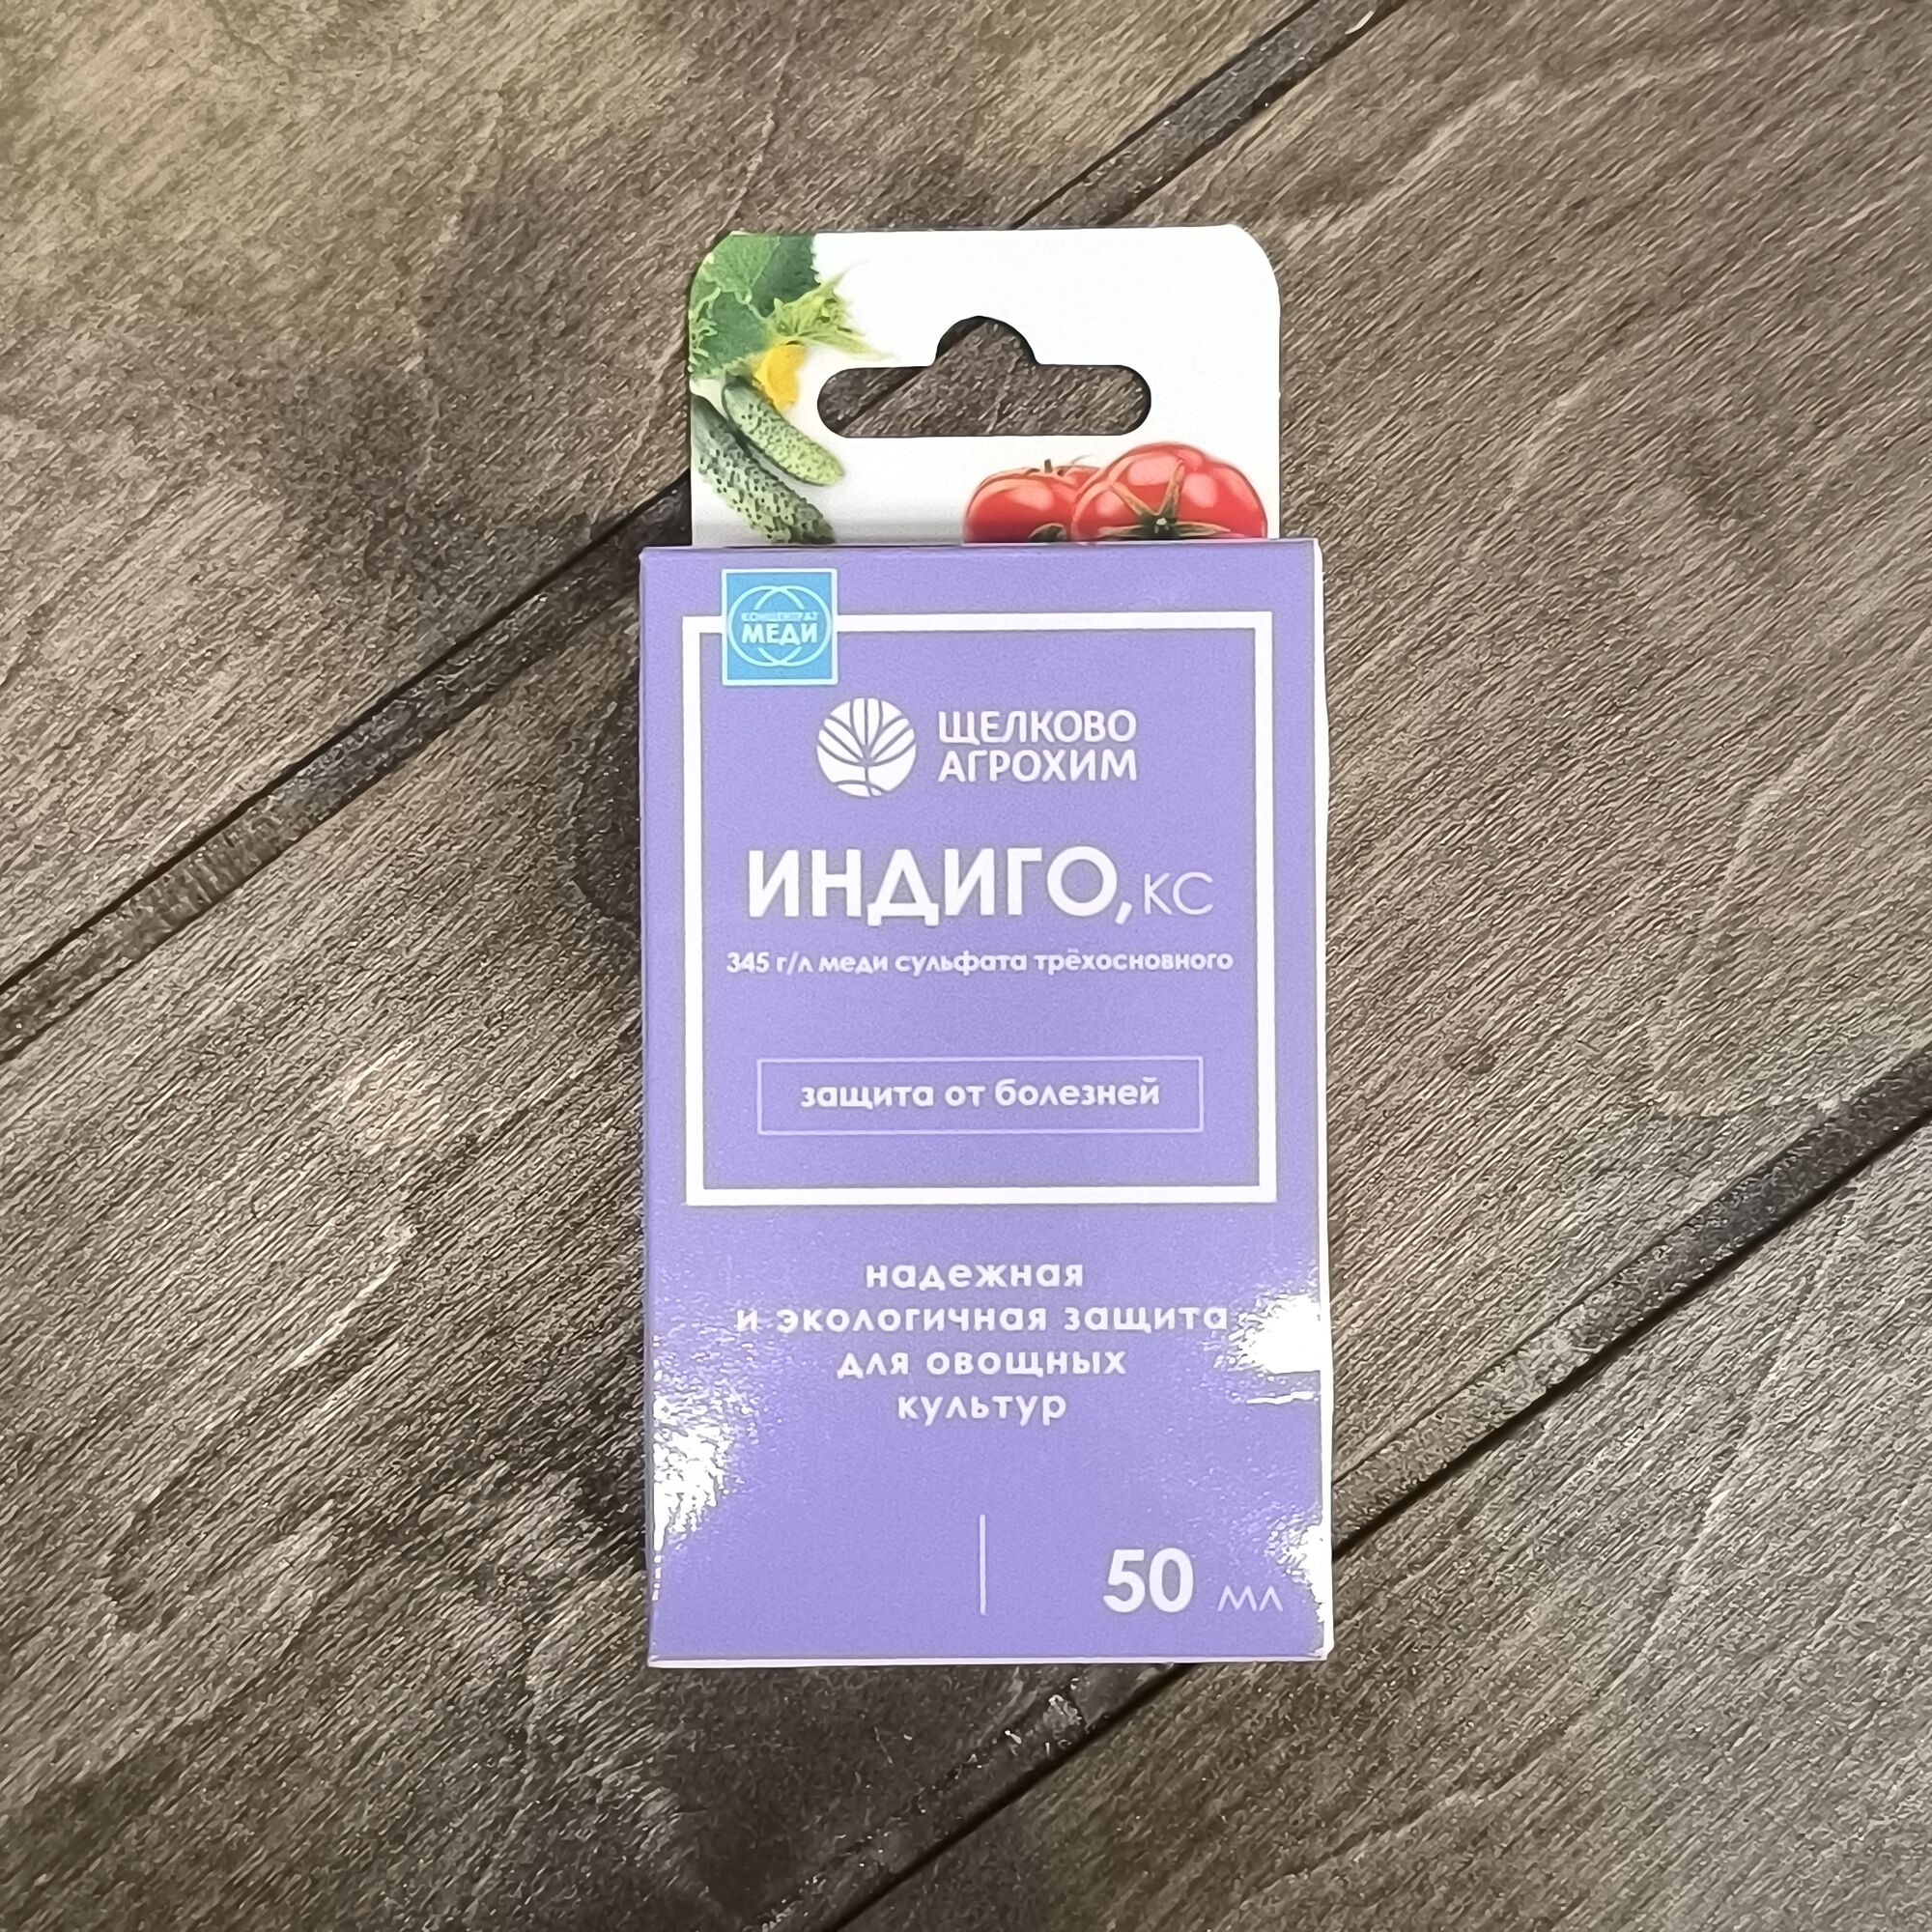 КОНЦЕНТРАТ
МЕДИ
ЩЕЛКОВО
АГРОХИМ
ИНДИГО, КС
345 г/л меди сульфата трёхосновного
защита от болезней
надежная
и экологичная защита
для овощных
культур
50 мл